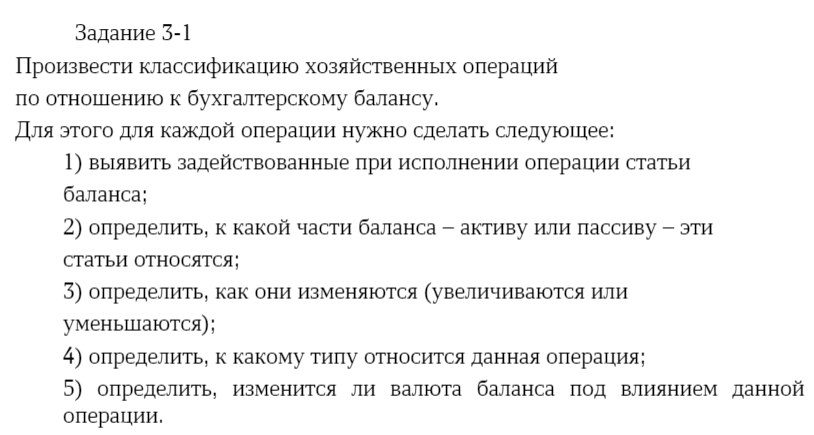 Задание 3-1
Произвести классификацию хозяйственных операций
по отношению к бухгалтерскому балансу.
Для этого для каждой операции нужно сделать следующее:
1) выявить задействованные при исполнении операции статьи
баланса;
2) определить, к какой части баланса – активу или пассиву – эти
статьи относятся;
3) определить, как они изменяются (увеличиваются или
уменьшаются);
4) определить, к какому типу относится данная операция;
5) определить, изменится ли валюта баланса под влиянием данной
операции.